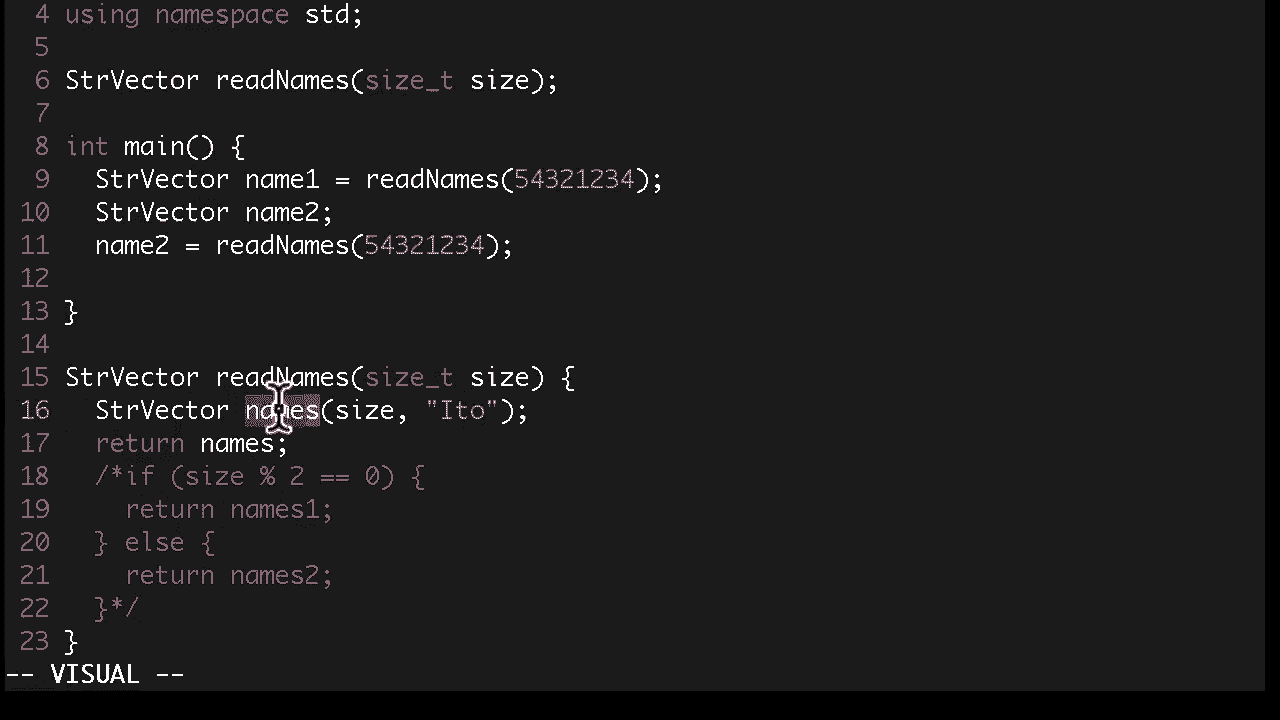 4 using namespace std;
5
6 StrVector readNames(size_t size);
7
8 int main() {
9   StrVector name1 = readNames(54321234);
10   StrVector name2;
11   name2 = readNames(54321234);
12
13 }
14
15 StrVector readNames(size_t size) {
16   StrVector names(size, "Ito");
17   return names;
18   /*if (size % 2 == 0) {
19     return names1;
20   } else {
21     return names2;
22   }*/
23 }
-- VISUAL --